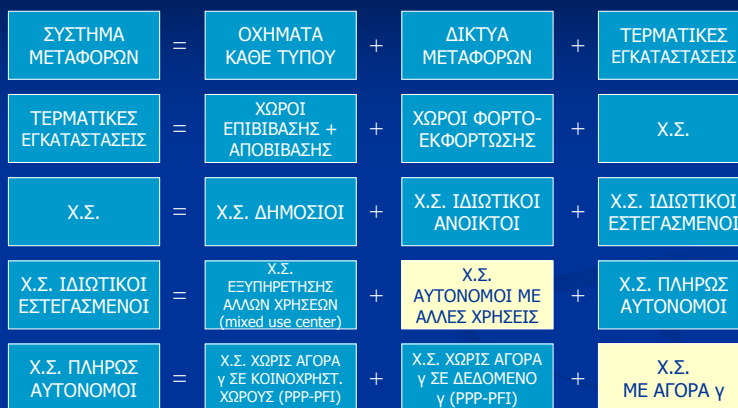 ΣΥΣΤΗΜΑ
ΜΕΤΑΦΟΡΩΝ
=
ΟΧΗΜΑΤΑ
ΚΑΘΕ ΤΥΠΟΥ
+
ΔΙΚΤΥΑ
ΜΕΤΑΦΟΡΩΝ
+
ΤΕΡΜΑΤΙΚΕΣ
ΕΓΚΑΤΑΣΤΑΣΕΙΣ
ΤΕΡΜΑΤΙΚΕΣ
ΕΓΚΑΤΑΣΤΑΣΕΙΣ
=
ΧΩΡΟΙ
ΕΠΙΒΙΒΑΣΗΣ +
ΑΠΟΒΙΒΑΣΗΣ
+
ΧΩΡΟΙ ΦΟΡΤΟ-
ΕΚΦΟΡΤΩΣΗΣ
+
Χ.Σ.
Χ.Σ.
=
Χ.Σ. ΔΗΜΟΣΙΟΙ
+
Χ.Σ. ΙΔΙΩΤΙΚΟΙ
ΑΝΟΙΚΤΟΙ
+
Χ.Σ. ΙΔΙΩΤΙΚΟΙ
ΕΣΤΕΓΑΣΜΕΝΟΙ
Χ.Σ. ΙΔΙΩΤΙΚΟΙ
ΕΣΤΕΓΑΣΜΕΝΟΙ
=
Χ.Σ.
ΕΞΥΠΗΡΕΤΗΣΗΣ
ΑΛΛΩΝ ΧΡΗΣΕΩΝ
(mixed use center)
+
Χ.Σ.
ΑΥΤΟΝΟΜΟΙ ΜΕ
ΑΛΛΕΣ ΧΡΗΣΕΙΣ
+
Χ.Σ. ΠΛΗΡΩΣ
ΑΥΤΟΝΟΜΟΙ
Χ.Σ. ΠΛΗΡΩΣ
ΑΥΤΟΝΟΜΟΙ
=
Χ.Σ. ΧΩΡΙΣ ΑΓΟΡΑ
γ ΣΕ ΚΟΙΝΟΧΡΗΣΤ.
ΧΩΡΟΥΣ (PPP-PFI)
+
Χ.Σ. ΧΩΡΙΣ ΑΓΟΡΑ
γ ΣΕ ΔΕΔΟΜΕΝΟ
γ (PPP-PFI)
+
Χ.Σ.
ΜΕ ΑΓΟΡΑ γ